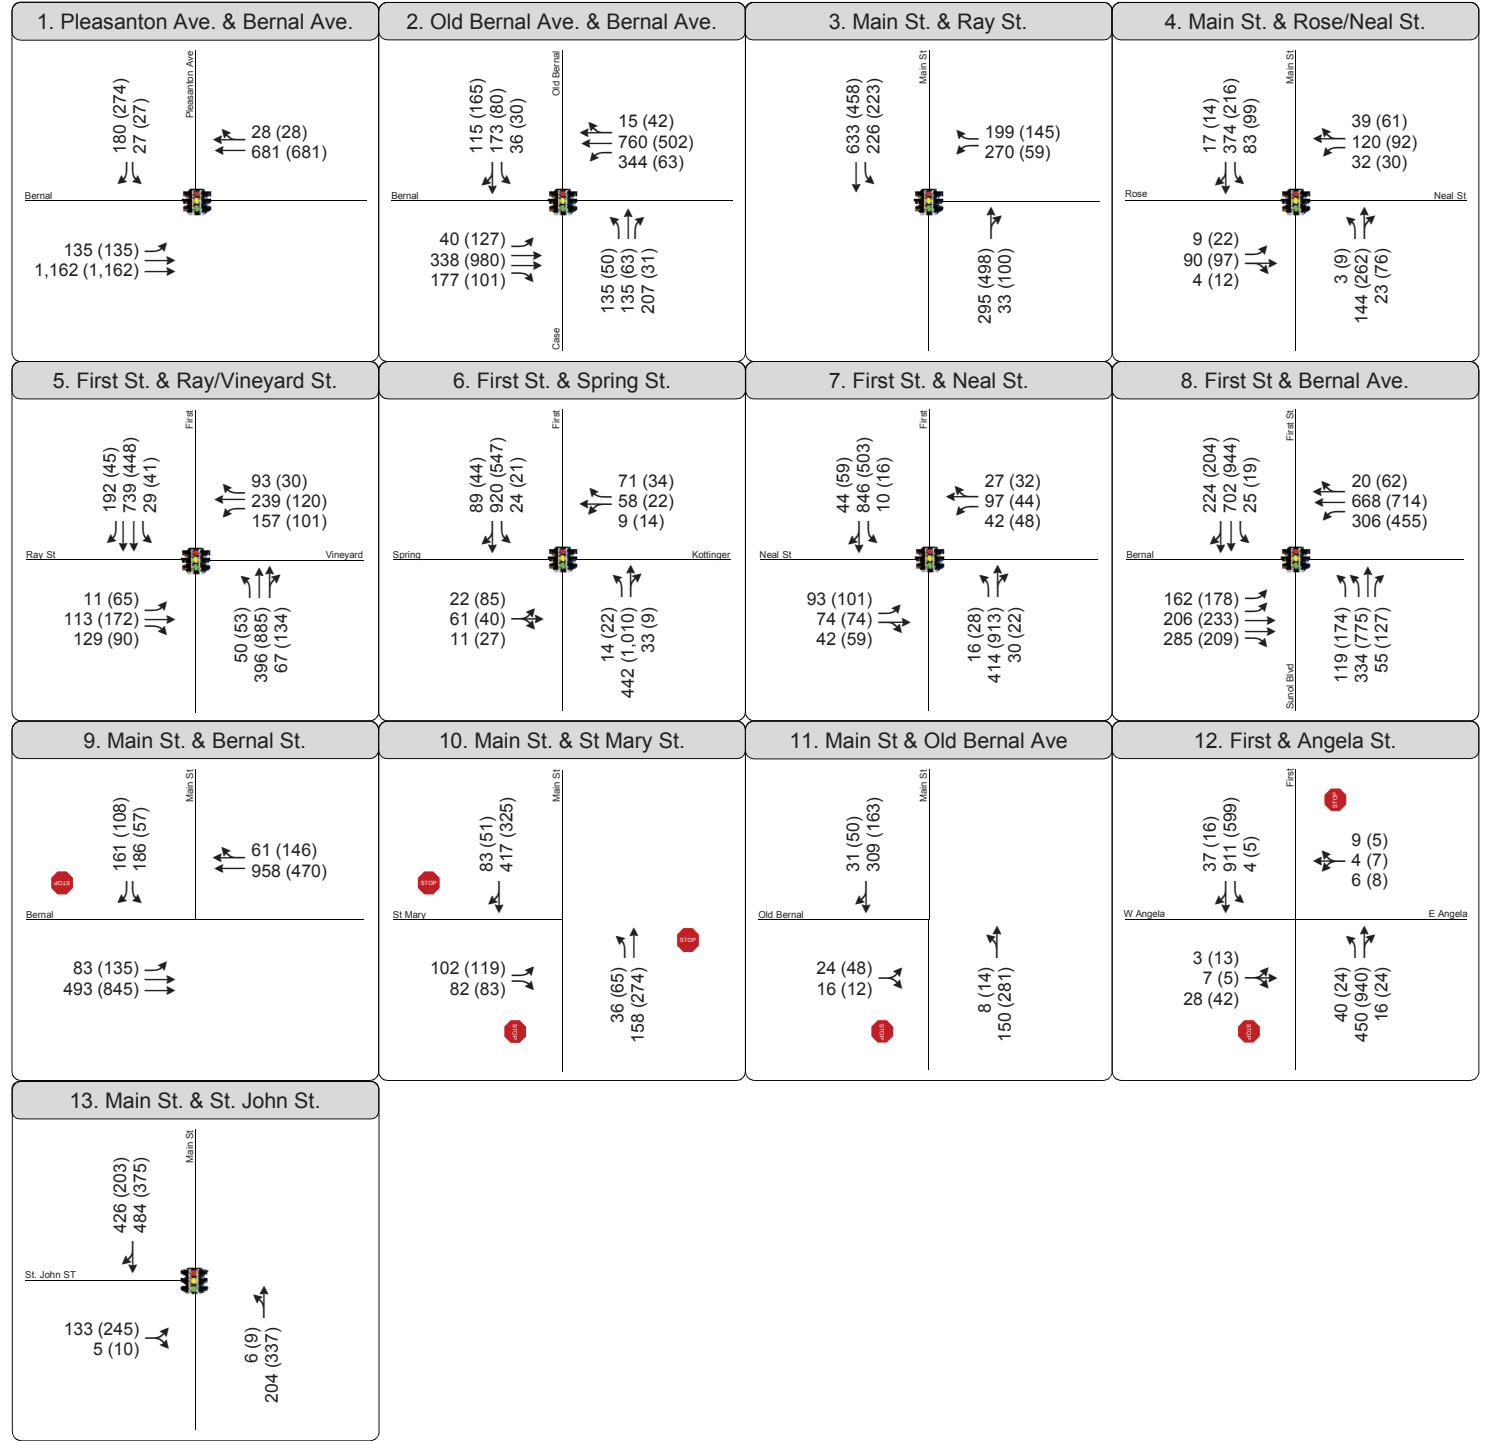 1. Pleasanton Ave. & Bernal Ave.
Pleasanton Ave
180 (274)
27 (27)
28 (28)
681 (681)
Bernal
135 (135)
1,162 (1,162)
2. Old Bernal Ave. & Bernal Ave.
Old Bernal
115 (165)
173 (80)
36 (30)
15 (42)
760 (502)
344 (63)
Bernal
40 (127)
338 (980)
177 (101)
135 (50)
135 (63)
207 (31)
Case
3. Main St. & Ray St.
Main St
633 (458)
226 (223)
199 (145)
270 (59)
295 (498)
33 (100)
4. Main St. & Rose/Neal St.
Main St
17 (14)
374 (216)
83 (99)
39 (61)
120 (92)
32 (30)
Rose
Neal St
9 (22)
90 (97)
4 (12)
3 (9)
144 (262)
23 (76)
5. First St. & Ray/Vineyard St.
First
192 (45)
739 (448)
29 (41)
93 (30)
239 (120)
157 (101)
Ray St
Vineyard
11 (65)
113 (172)
129 (90)
50 (53)
396 (885)
67 (134)
6. First St. & Spring St.
First
89 (44)
920 (547)
24 (21)
71 (34)
58 (22)
9 (14)
Spring
Kottinger
22 (85)
61 (40)
11 (27)
14 (22)
442 (1,010)
33 (9)
7. First St. & Neal St.
First
44 (59)
846 (503)
10 (16)
27 (32)
97 (44)
42 (48)
Neal St
93 (101)
74 (74)
42 (59)
16 (28)
414 (913)
30 (22)
8. First St & Bernal Ave.
First St
224 (204)
702 (944)
25 (19)
20 (62)
668 (714)
306 (455)
Bernal
162 (178)
206 (233)
285 (209)
119 (174)
334 (775)
55 (127)
Sunol Blvd
9. Main St. & Bernal St.
Main St
161 (108)
186 (57)
61 (146)
958 (470)
STOP
Bernal
83 (135)
493 (845)
10. Main St. & St Mary St.
Main St
83 (51)
417 (325)
STOP
St Mary
STOP
102 (119)
82 (83)
36 (65)
158 (274)
STOP
11. Main St & Old Bernal Ave
Main St
31 (50)
309 (163)
Old Bernal
24 (48)
16 (12)
8 (14)
150 (281)
STOP
12. First & Angela St.
First
STOP
37 (16)
911 (599)
4 (5)
9 (5)
4 (7)
6 (8)
W Angela
E Angela
3 (13)
7 (5)
28 (42)
40 (24)
450 (940)
16 (24)
STOP
13. Main St. & St. John St.
Main St
426 (203)
484 (375)
St. John ST
133 (245)
5 (10)
6 (9)
204 (337)